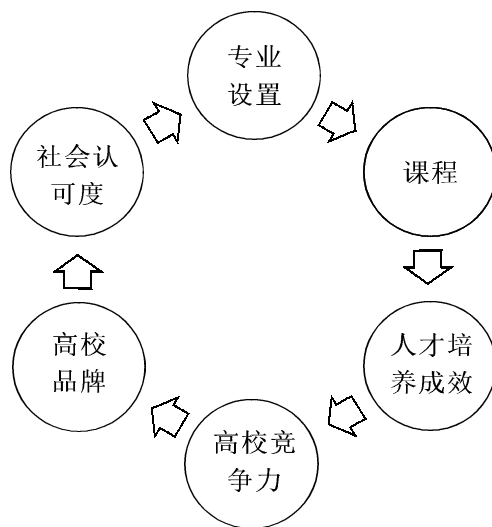 专业
设置
课程
人才培
养成效
高校竞
争力
高校
品牌
社会认
可度